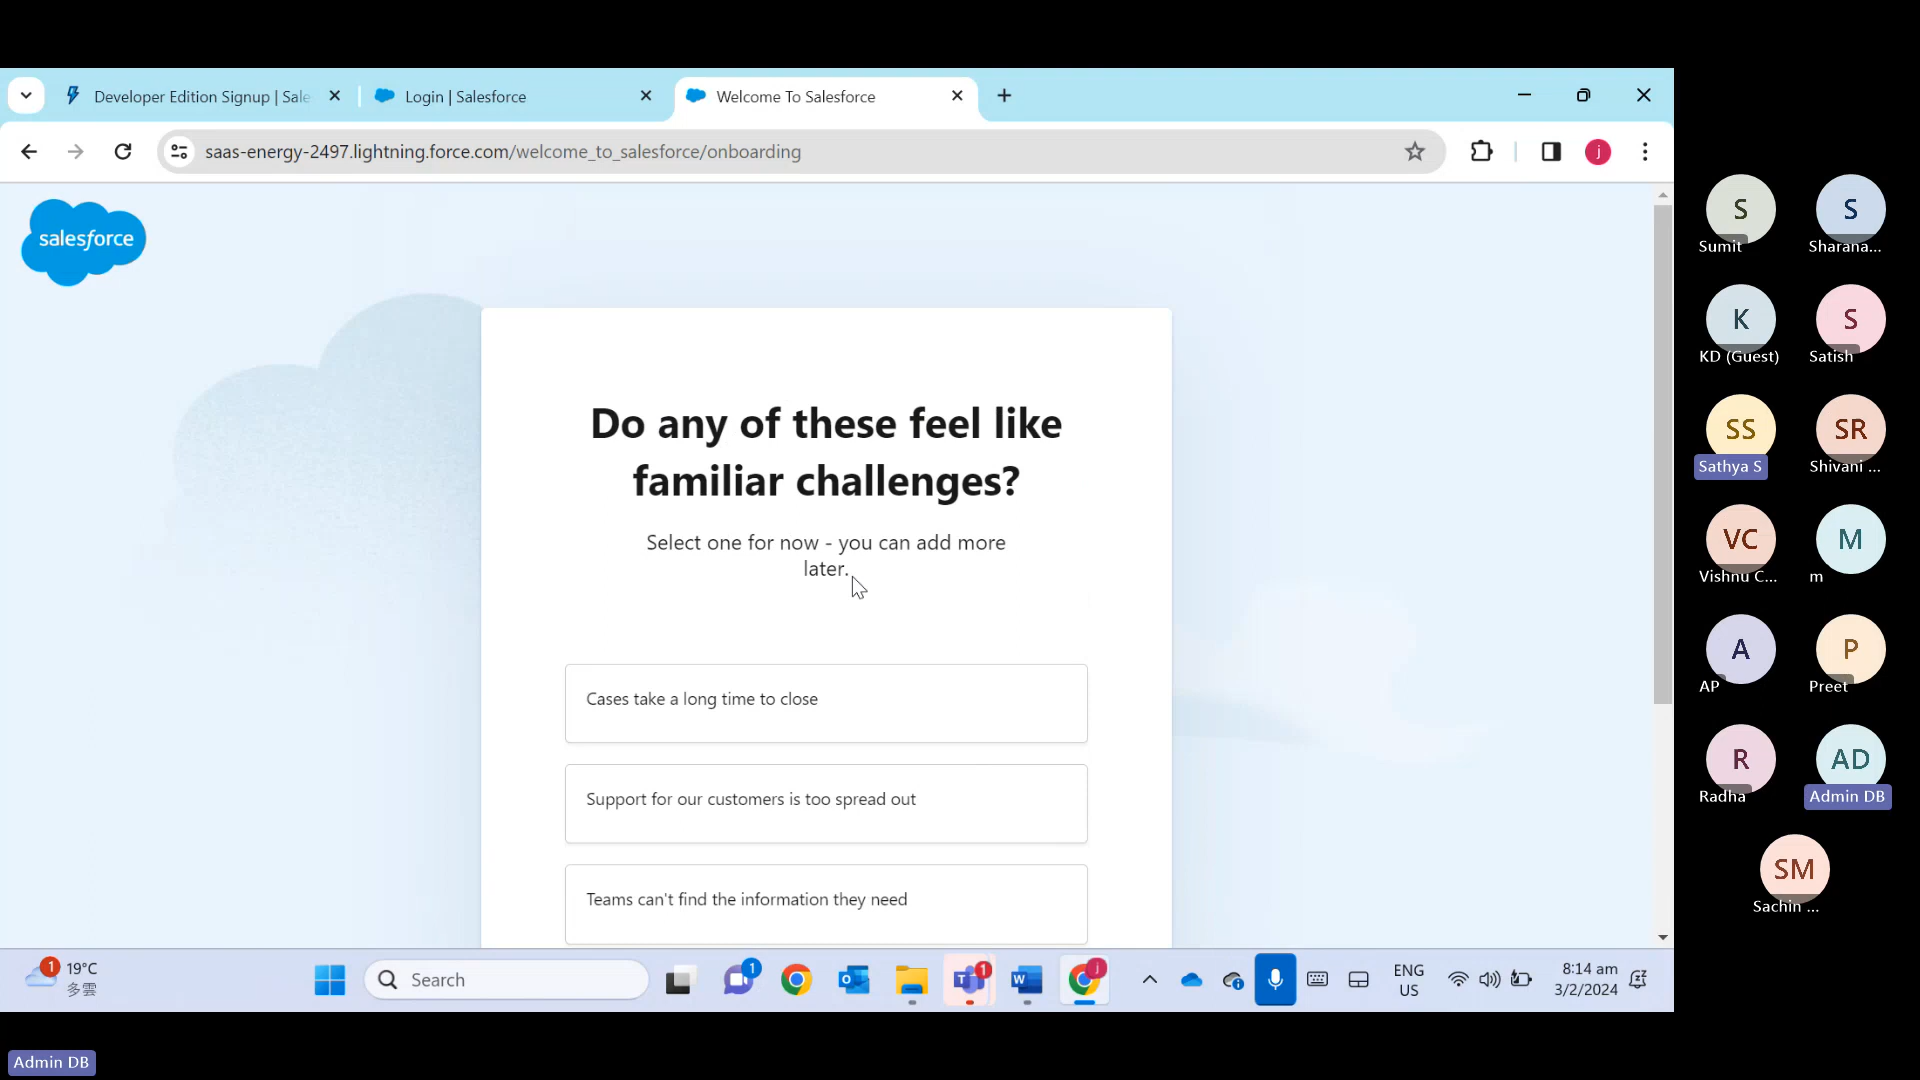 Developer Edition Signup | Sale
Login | Salesforce
Welcome To Salesforce
saas-energy-2497.lightning.force.com/welcome_to_salesforce/onboarding
j
salesforce
Do any of these feel like
familiar challenges?
Select one for now - you can add more
later.
Cases take a long time to close
Support for our customers is too spread out
Teams can't find the information they need
S
Sumit
S
Sharana...
K
KD (Guest)
S
Satish
SS
Sathya S
SR
Shivani ...
VC
Vishnu C...
M
m
A
AP
P
Preet
R
Radha
AD
Admin DB
SM
Sachin ...
1
19°C
多雲
Search
1
1
j
ENG
US
8:14 am
3/2/2024
Admin DB